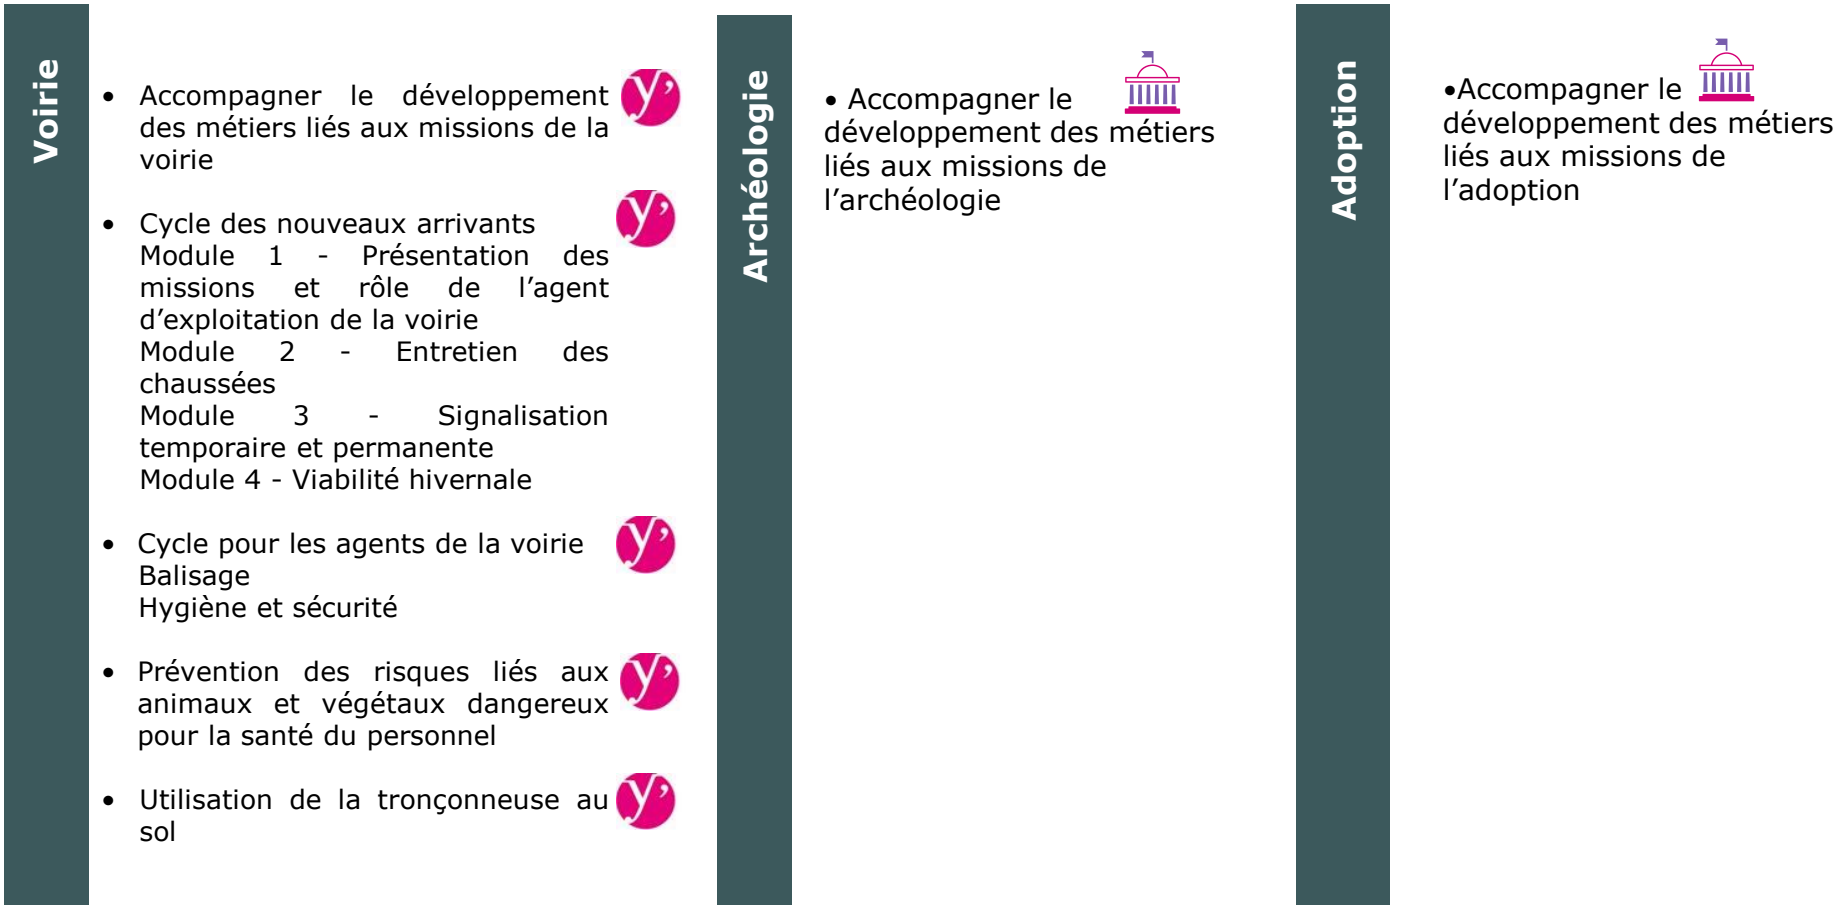 Voirie
• Accompagner le développement
des métiers liés aux missions de la
voirie
• Cycle des nouveaux arrivants
Module 1 - Présentation des
missions et rôle de l’agent
d’exploitation de la voirie
Module 2 - Entretien des
chaussées
Module 3 - Signalisation
temporaire et permanente
Module 4 - Viabilité hivernale
• Cycle pour les agents de la voirie
Balisage
Hygiène et sécurité
• Prévention des risques liés aux
animaux et végétaux dangereux
pour la santé du personnel
• Utilisation de la tronçonneuse au
sol
y’
y’
y’
y’
y’
Archéologie
• Accompagner le
développement des métiers
liés aux missions de
l’archéologie
Adoption
•Accompagner le
développement des métiers
liés aux missions de
l’adoption